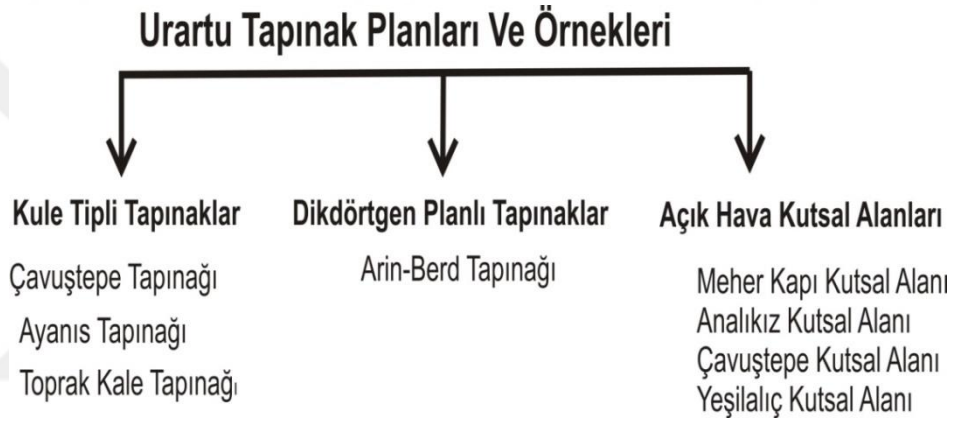 Urartu Tapınak Planları Ve Örnekleri
Kule Tipli Tapınaklar
Çavuştepe Tapınağı
Ayanıs Tapınağı
Toprak Kale Tapınağı
Dikdörtgen Planlı Tapınaklar
Arin-Berd Tapınağı
Açık Hava Kutsal Alanları
Meher Kapı Kutsal Alanı
Analıkız Kutsal Alanı
Çavuştepe Kutsal Alanı
Yeşilalıç Kutsal Alanı